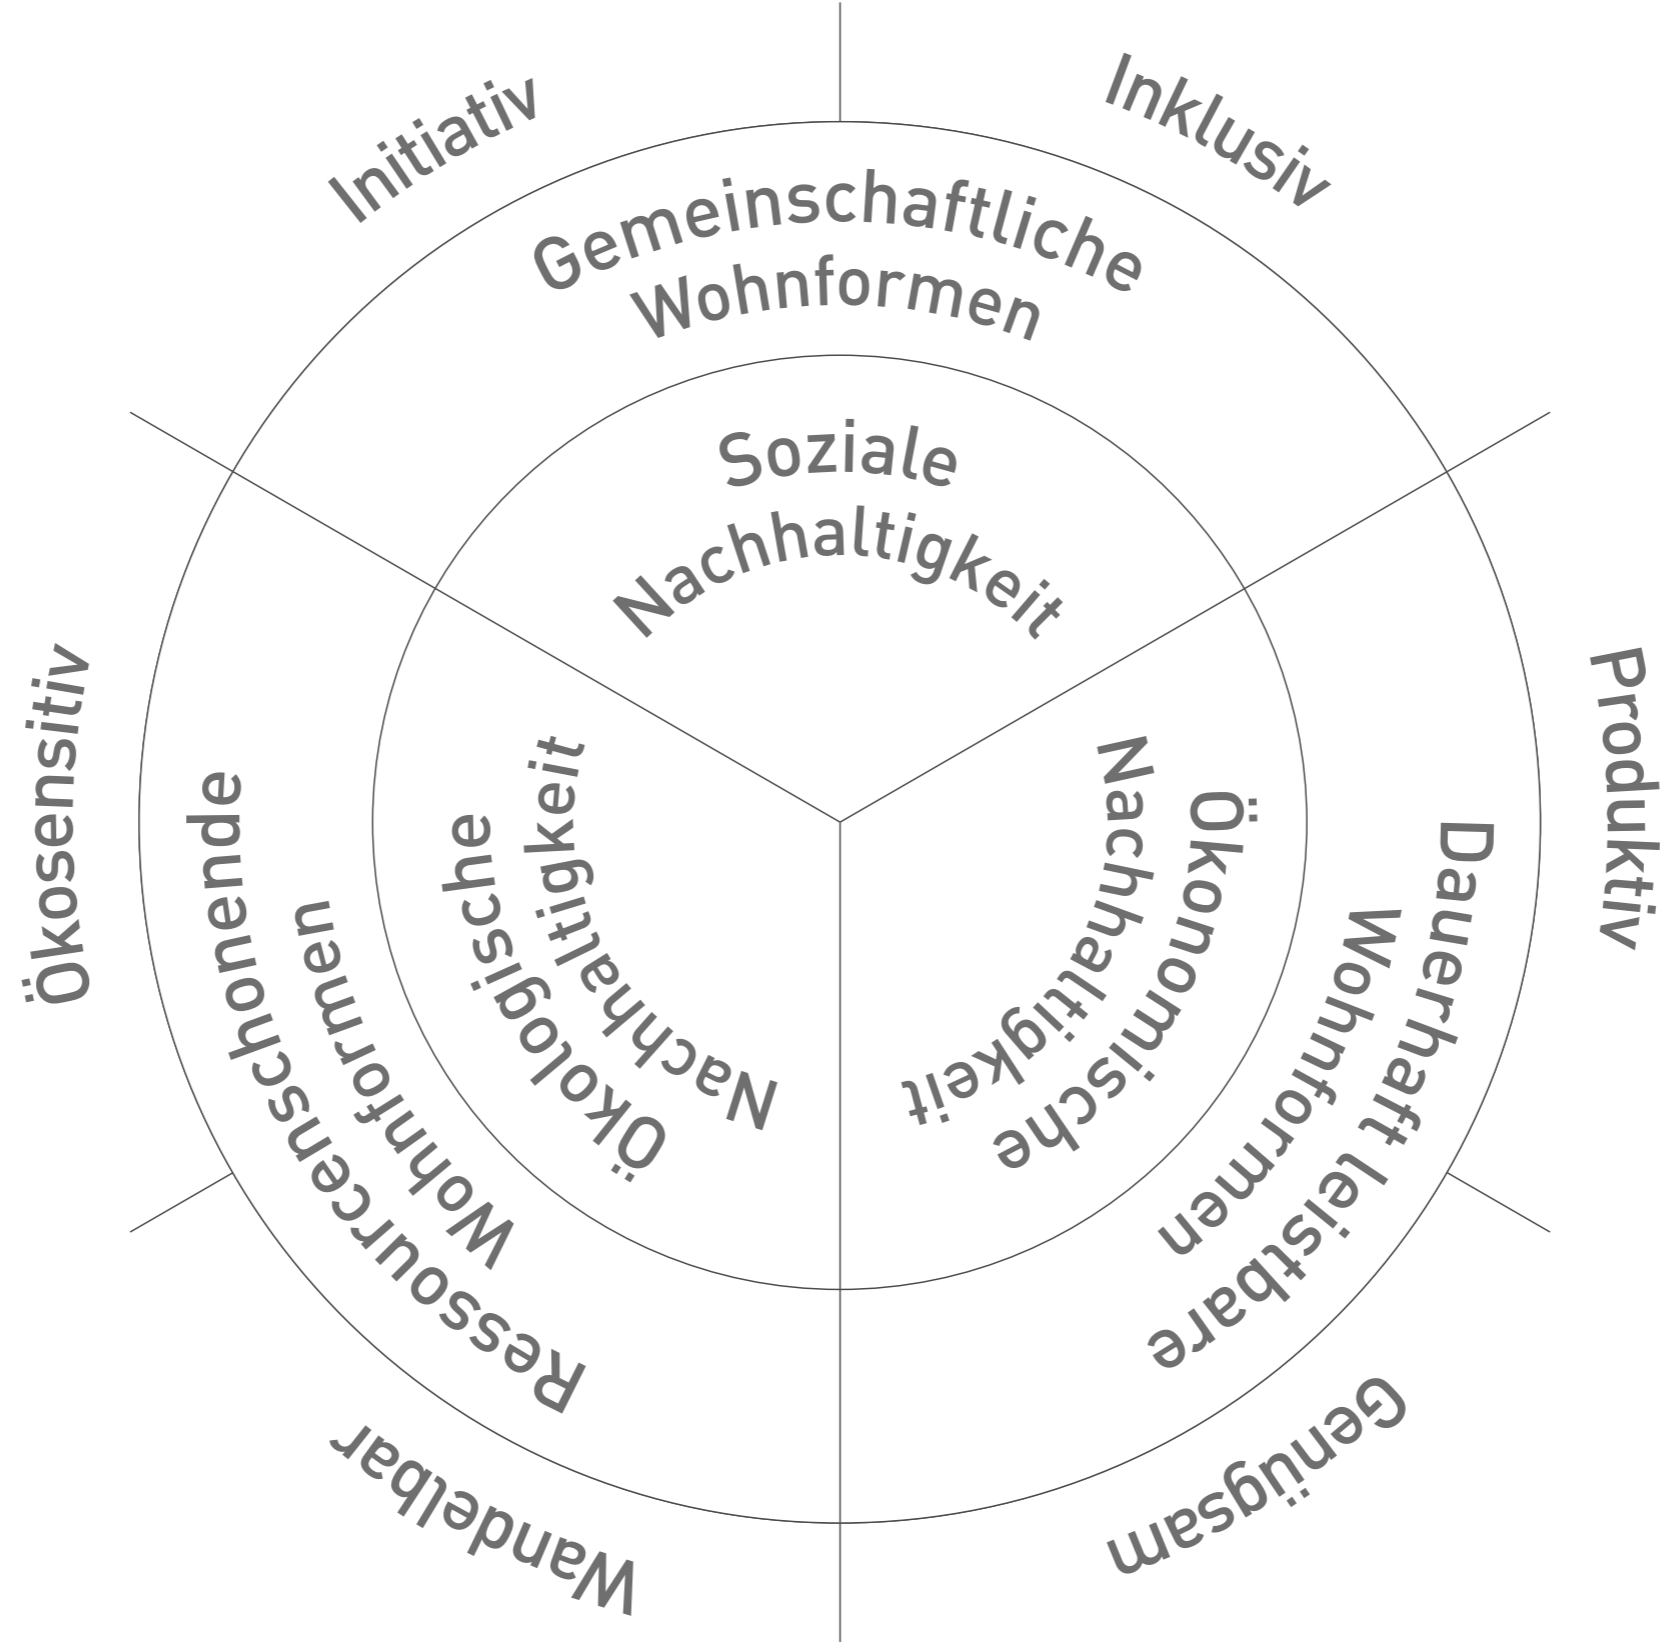 Initiativ
Inklusiv
Gemeinschaftliche
Wohnformen
Soziale
Nachhaltigkeit
Produktiv
Genügsam
Dauerhaft leistbare
Wohnformen
Ökonomische
Nachhaltigkeit
Wandelbar
Ökosensitiv
Ressourcenschonende
Wohnformen
Ökologische
Nachhaltigkeit